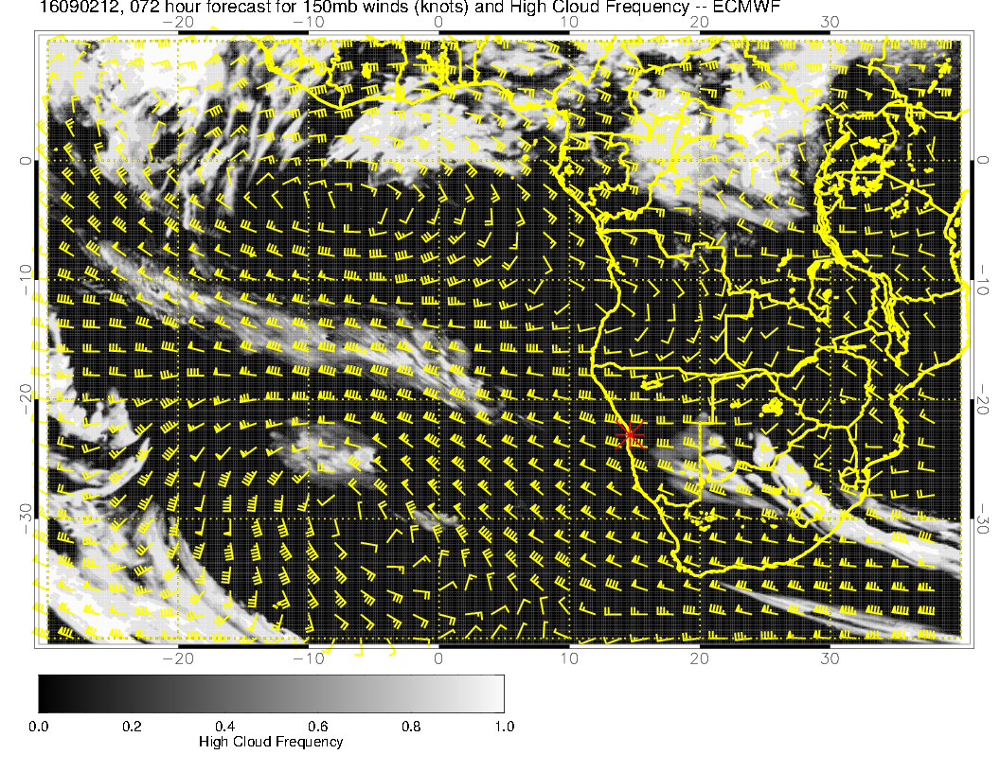 16090212, 072 hour forecast for 150mb winds (knots) and High Cloud Frequency -- ECMWF
−20 −10 0 10 20 30
0 0
−10 −10
−20 −20
−30 −30
−20 −10 0 10 20 30
0.0 0.2 0.4 0.6 0.8 1.0
High Cloud Frequency